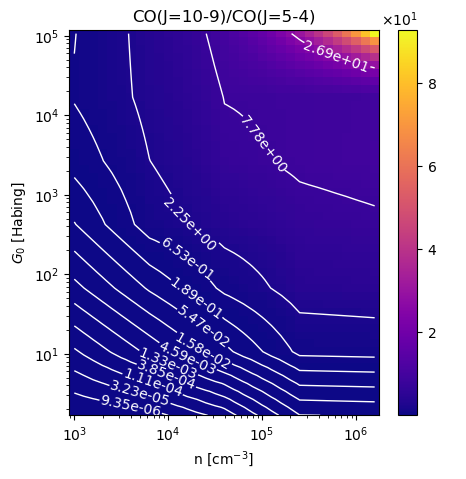 CO(J=10-9)/CO(J=5-4)
×10¹
10⁵
10⁴
10³
10²
10¹
G₀ [Habing]
2.69e+01
7.78e+00
2.25e+00
6.53e-01
1.89e-01
5.47e-02
1.58e-02
4.59e-03
1.33e-03
3.85e-04
1.11e-04
3.23e-05
9.35e-06
8
6
4
2
10³ 10⁴ 10⁵ 10⁶
n [cm⁻³]